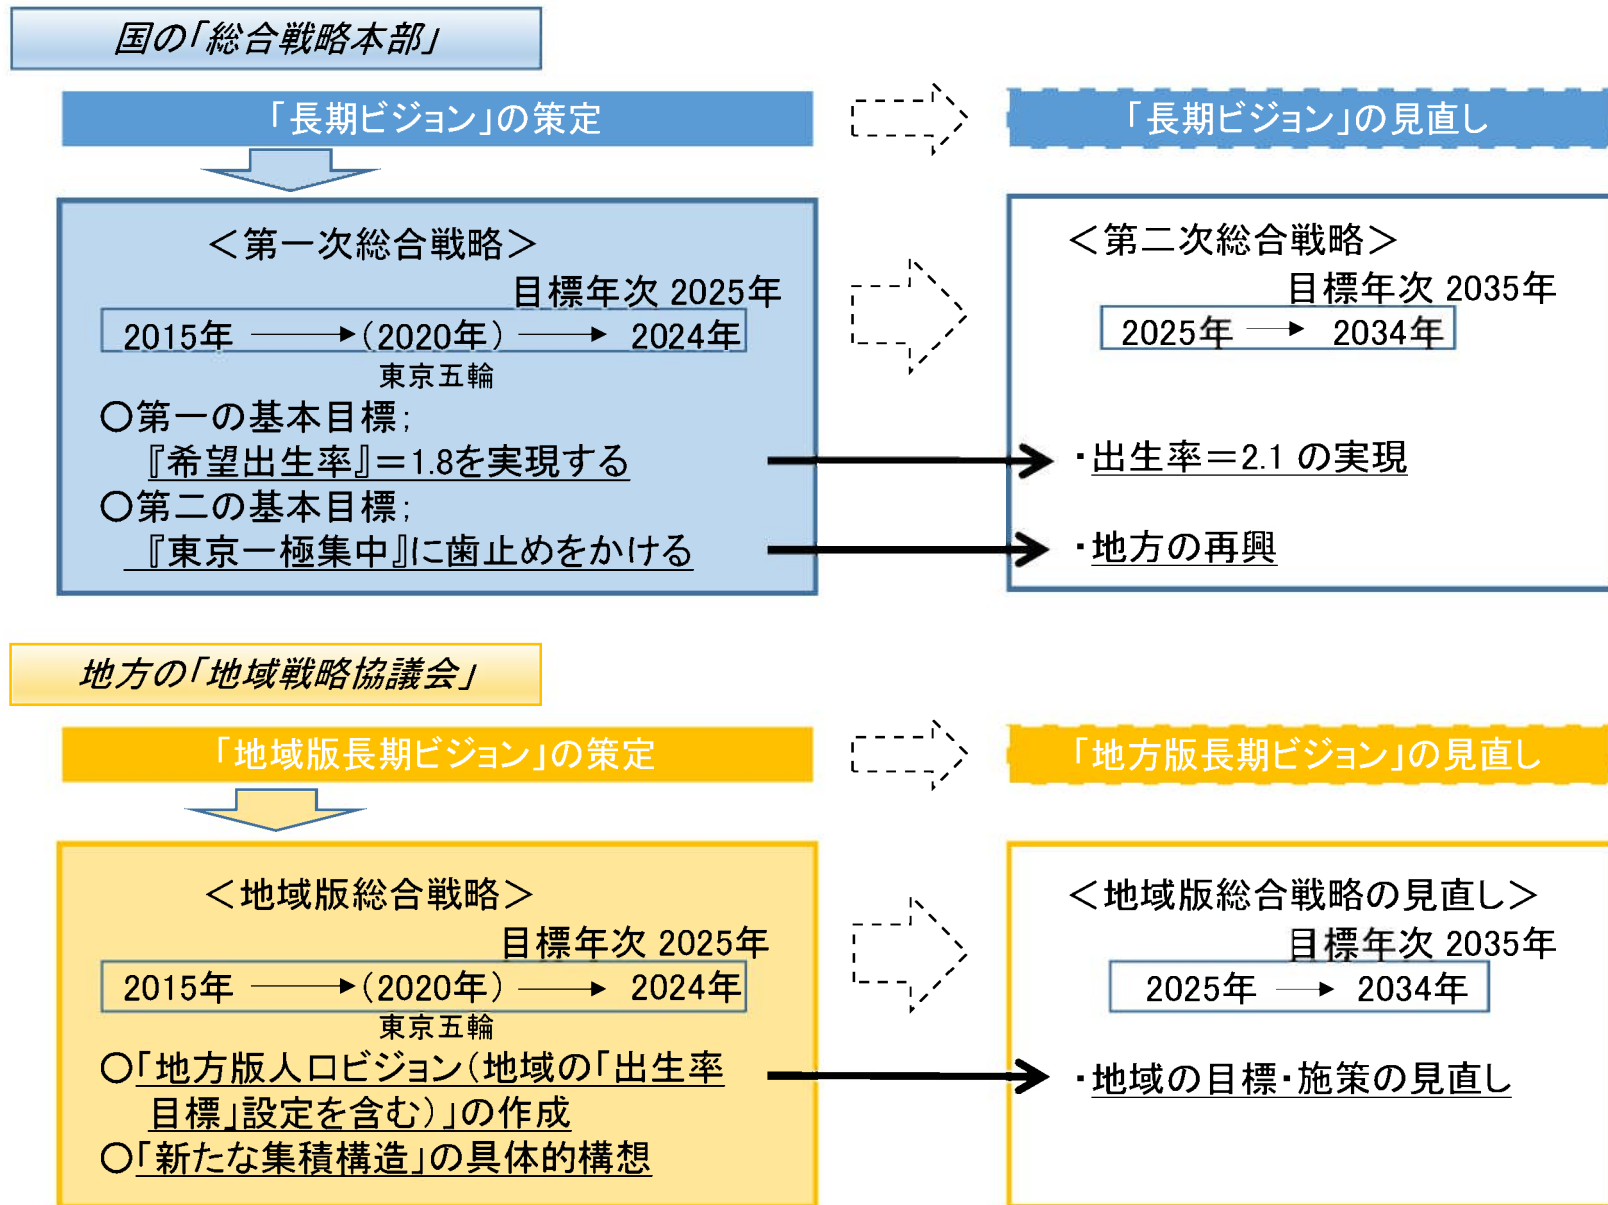 国の「総合戦略本部」
「長期ビジョン」の策定
「長期ビジョン」の見直し
＜第一次総合戦略＞
目標年次 2025年
2015年 （2020年） 2024年
東京五輪
○第一の基本目標；
『希望出生率』＝1.8を実現する
○第二の基本目標；
『東京一極集中』に歯止めをかける
＜第二次総合戦略＞
目標年次 2035年
2025年 2034年
・出生率＝2.1 の実現
・地方の再興
地方の「地域戦略協議会」
「地域版長期ビジョン」の策定
「地方版長期ビジョン」の見直し
＜地域版総合戦略＞
目標年次 2025年
2015年 （2020年） 2024年
東京五輪
○「地方版人口ビジョン（地域の「出生率
目標」設定を含む）」の作成
○「新たな集積構造」の具体的構想
＜地域版総合戦略の見直し＞
目標年次 2035年
2025年 2034年
・地域の目標・施策の見直し